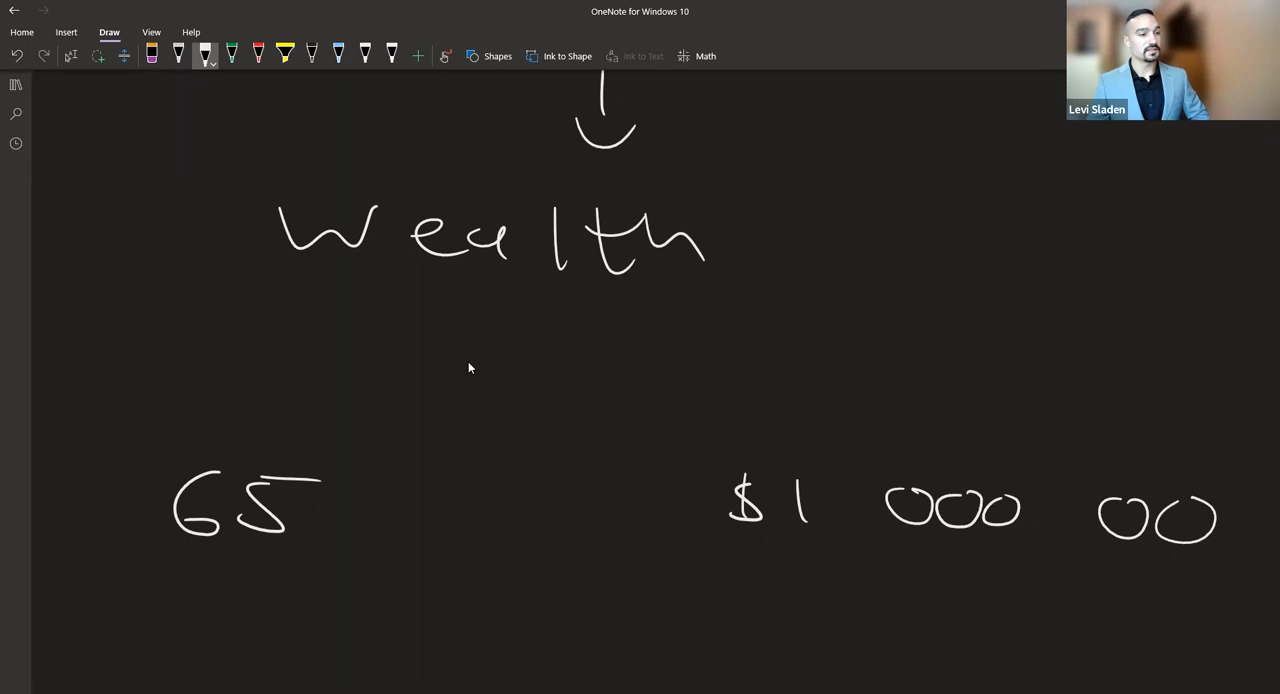 OneNote for Windows 10
Home Insert Draw View Help
Shapes Ink to Shape Ink to Text Math
Levi Sladen
Wealth
65 $1 000 00